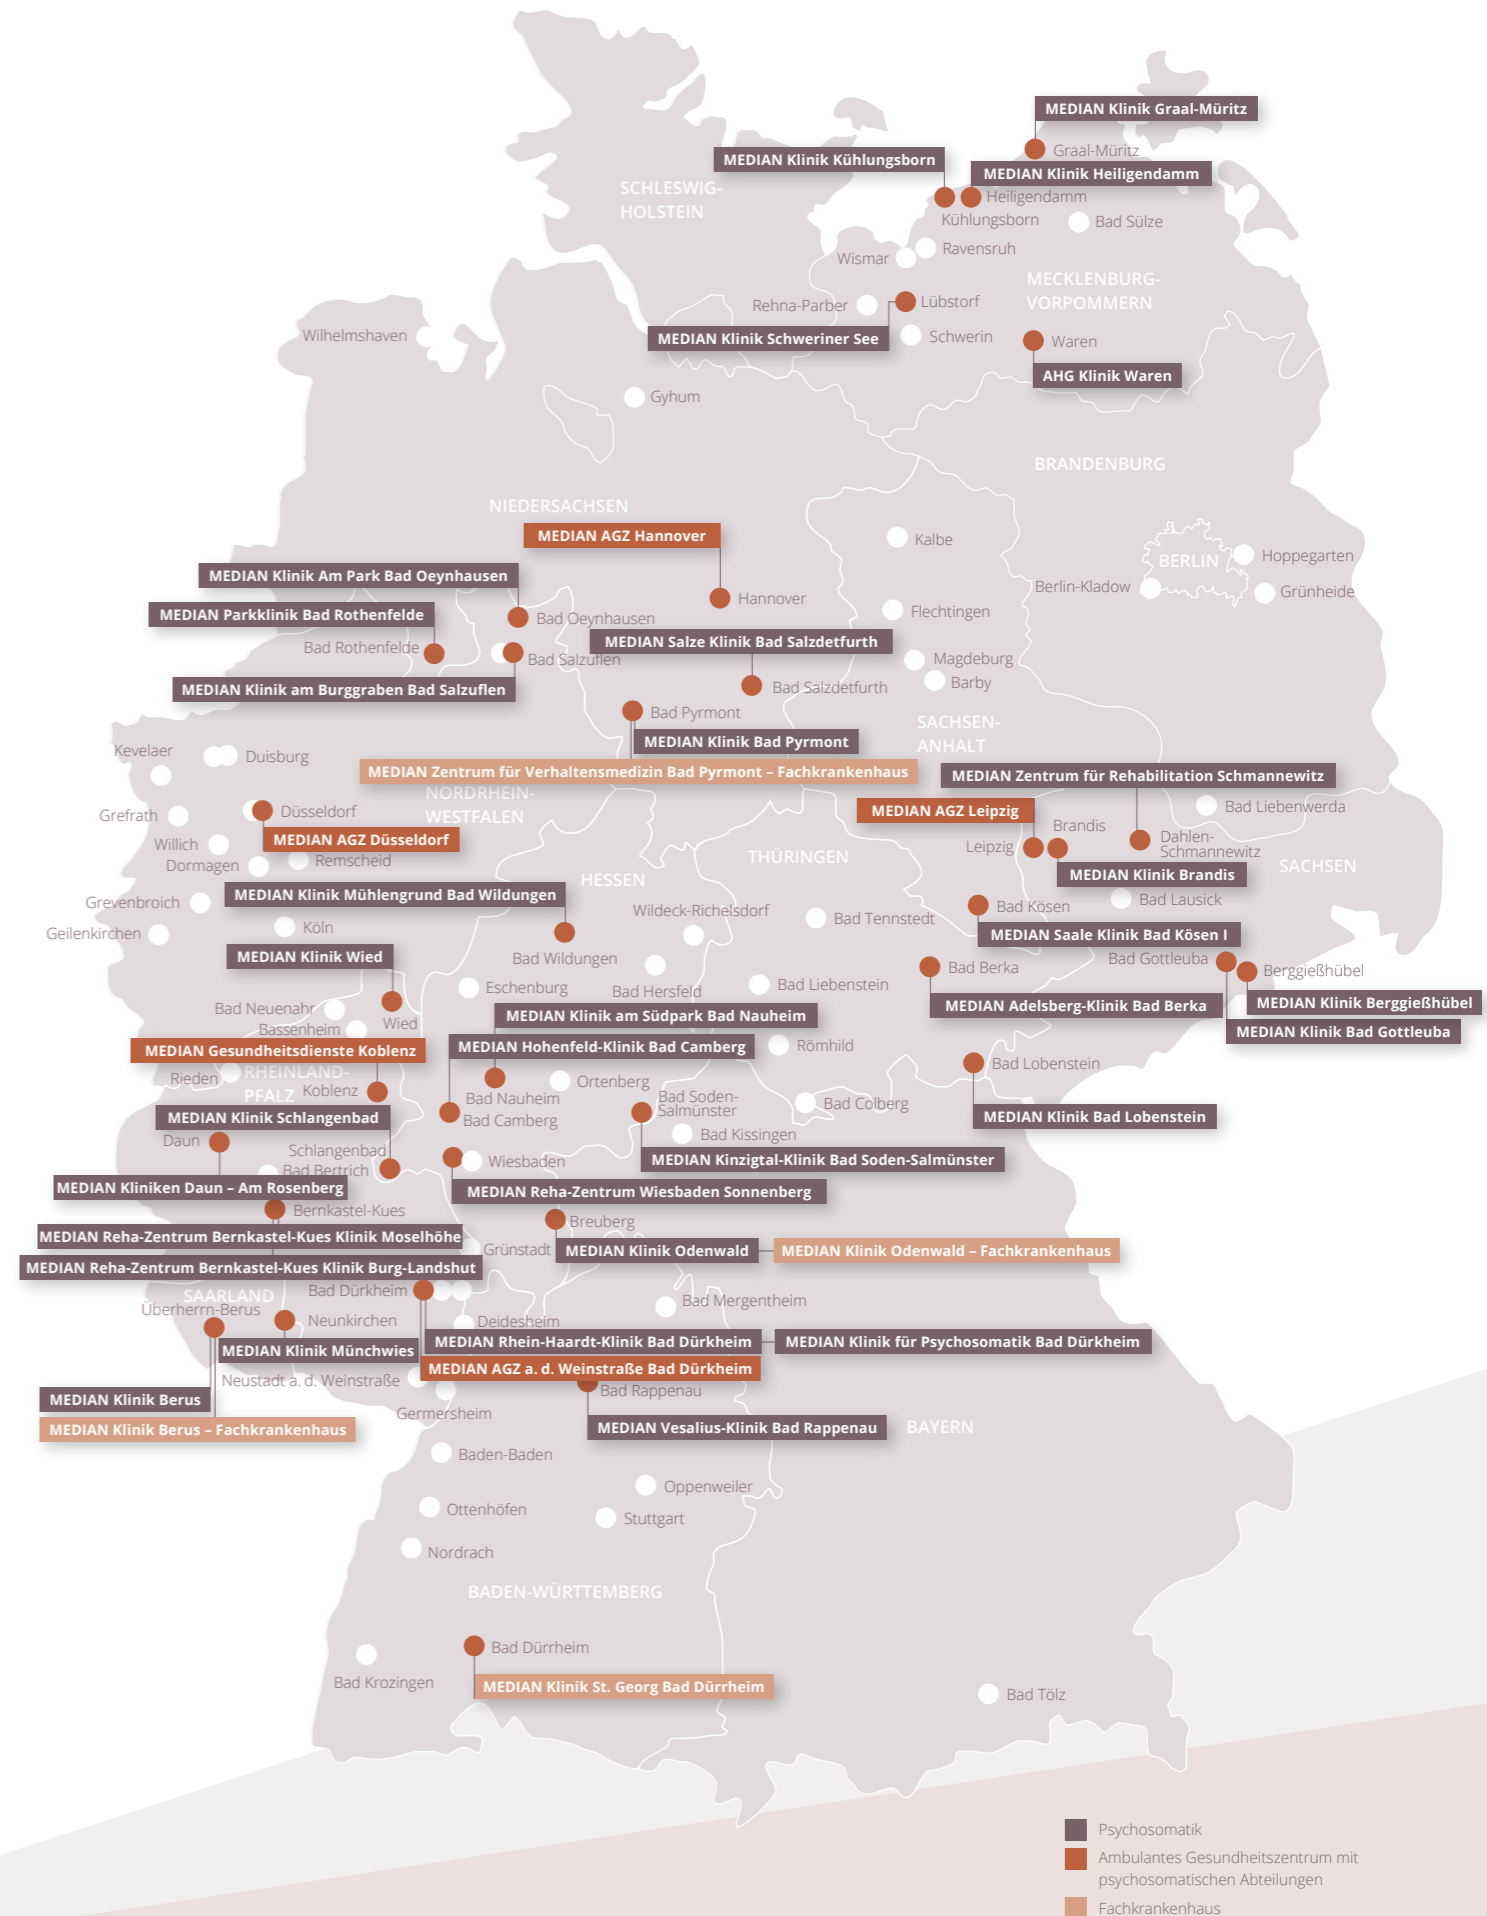 MEDIAN Klinik Graal-Müritz
Graal-Müritz
MEDIAN Klinik Kühlungsborn
MEDIAN Klinik Heiligendamm
SCHLESWIG-
HOLSTEIN
Heiligendamm
Kühlungsborn
Bad Sülze
Ravensruh
Wismar
MECKLENBURG-
VORPOMMERN
Rehna-Parber
Lübstorf
Wilhelmshaven
MEDIAN Klinik Schweriner See
Schwerin
Waren
AHG Klinik Waren
Gyhum
BRANDENBURG
NIEDERSACHSEN
MEDIAN AGZ Hannover
Kalbe
BERLIN
Hoppegarten
MEDIAN Klinik Am Park Bad Oeynhausen
Berlin-Kladow
Grünheide
Hannover
MEDIAN Parkklinik Bad Rothenfelde
Bad Oeynhausen
Flechtingen
Bad Rothenfelde
MEDIAN Salze Klinik Bad Salzdetfurth
Bad Salzuflen
Magdeburg
Barby
MEDIAN Klinik am Burggraben Bad Salzuflen
Bad Salzdetfurth
Bad Pyrmont
SACHSEN-
ANHALT
MEDIAN Klinik Bad Pyrmont
Kevelaer
Duisburg
MEDIAN Zentrum für Verhaltensmedizin Bad Pyrmont – Fachkrankenhaus
MEDIAN Zentrum für Rehabilitation Schmannewitz
NORDRHEIN-
WESTFALEN
Bad Liebenwerda
Grefrath
Düsseldorf
MEDIAN AGZ Leipzig
Brandis
MEDIAN AGZ Düsseldorf
Willich
Leipzig
Dahlen-
Schmannewitz
Dormagen
Remscheid
THÜRINGEN
SACHSEN
MEDIAN Klinik Brandis
HESSEN
MEDIAN Klinik Mühlengrund Bad Wildungen
Grevenbroich
Wildeck-Richelsdorf
Bad Tennstedt
Bad Kösen
Bad Lausick
Geilenkirchen
Köln
MEDIAN Saale Klinik Bad Kösen I
MEDIAN Klinik Wied
Bad Wildungen
Bad Gottleuba
Bad Berka
Berggießhübel
Eschenburg
Bad Hersfeld
Bad Liebenstein
MEDIAN Klinik Berggießhübel
MEDIAN Adelsberg-Klinik Bad Berka
Bad Neuenahr
Wied
MEDIAN Klinik am Südpark Bad Nauheim
Bassenheim
MEDIAN Klinik Bad Gottleuba
MEDIAN Gesundheitsdienste Koblenz
MEDIAN Hohenfeld-Klinik Bad Camberg
Römhild
Bad Lobenstein
Rieden
RHEINLAND-
PFALZ
Koblenz
Ortenberg
Bad Nauheim
Bad Soden-
Salmünster
Bad Colberg
MEDIAN Klinik Schlangenbad
Bad Camberg
MEDIAN Klinik Bad Lobenstein
Daun
Schlangenbad
Bad Kissingen
Bad Bertrich
Wiesbaden
MEDIAN Kinzigtal-Klinik Bad Soden-Salmünster
MEDIAN Kliniken Daun – Am Rosenberg
MEDIAN Reha-Zentrum Wiesbaden Sonnenberg
Bernkastel-Kues
Breuberg
MEDIAN Reha-Zentrum Bernkastel-Kues Klinik Moselhöhe
Grünstadt
MEDIAN Klinik Odenwald
MEDIAN Klinik Odenwald – Fachkrankenhaus
MEDIAN Reha-Zentrum Bernkastel-Kues Klinik Burg-Landshut
SAARLAND
Bad Dürkheim
Bad Mergentheim
Überherrn-Berus
Neunkirchen
Deidesheim
MEDIAN Klinik Münchwies
MEDIAN Rhein-Haardt-Klinik Bad Dürkheim
MEDIAN Klinik für Psychosomatik Bad Dürkheim
MEDIAN AGZ a. d. Weinstraße Bad Dürkheim
Neustadt a. d. Weinstraße
Bad Rappenau
MEDIAN Klinik Berus
Germersheim
MEDIAN Klinik Berus – Fachkrankenhaus
MEDIAN Vesalius-Klinik Bad Rappenau
BAYERN
Baden-Baden
Oppenweiler
Ottenhöfen
Stuttgart
Nordrach
BADEN-WÜRTTEMBERG
Bad Dürrheim
Bad Krozingen
MEDIAN Klinik St. Georg Bad Dürrheim
Bad Tölz
Psychosomatik
Ambulantes Gesundheitszentrum mit
psychosomatischen Abteilungen
Fachkrankenhaus